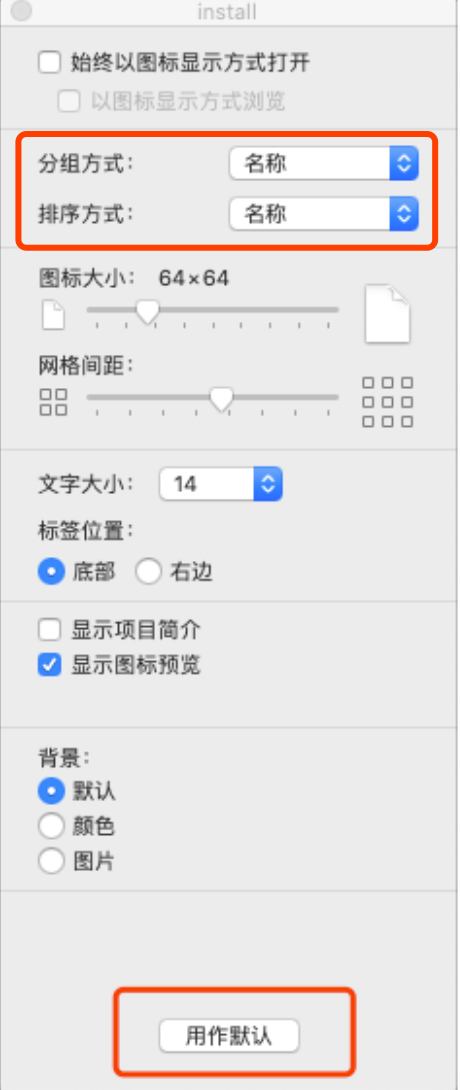 install
始终以图标显示方式打开
以图标显示方式浏览
分组方式： 名称
排序方式： 名称
图标大小： 64×64
网格间距：
文字大小： 14
标签位置：
底部 右边
显示项目简介
显示图标预览
背景：
默认
颜色
图片
用作默认